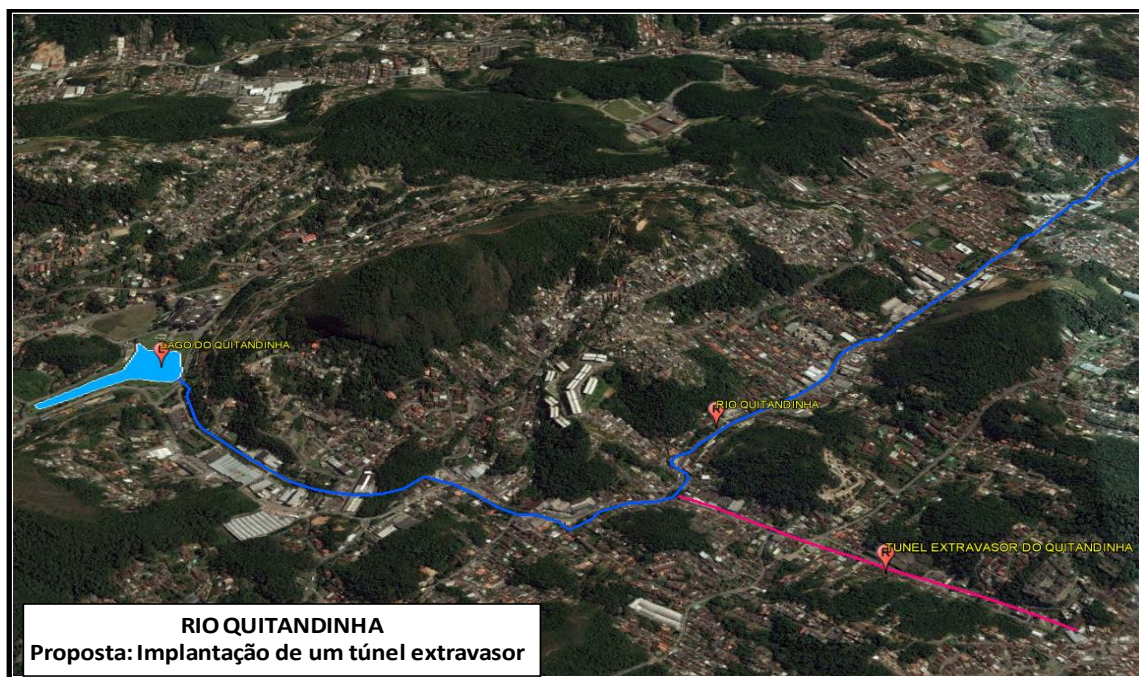 LAGO DO QUITANDINHA
RIO QUITANDINHA
TUNEL EXTRAVASOR DO QUITANDINHA
RIO QUITANDINHA
Proposta: Implantação de um túnel extravasor